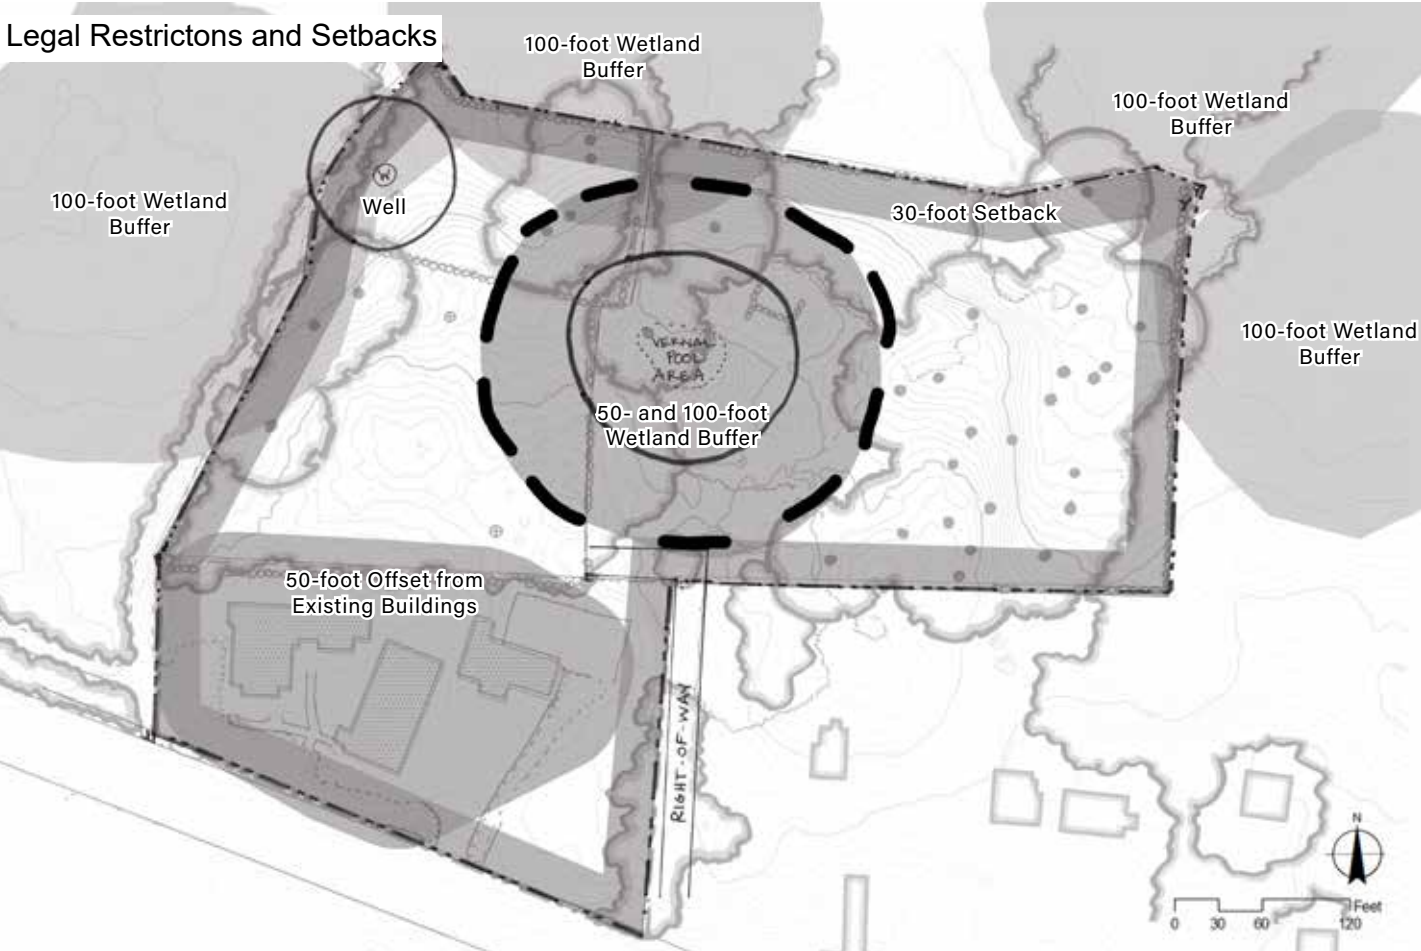 Legal Restrictons and Setbacks
100-foot Wetland
Buffer
100-foot Wetland
Buffer
W
Well
100-foot Wetland
Buffer
30-foot Setback
100-foot Wetland
Buffer
VERNAL
POOL
AREA
50- and 100-foot
Wetland Buffer
50-foot Offset from
Existing Buildings
RIGHT-OF-WAY
N
Feet
0 30 60 120